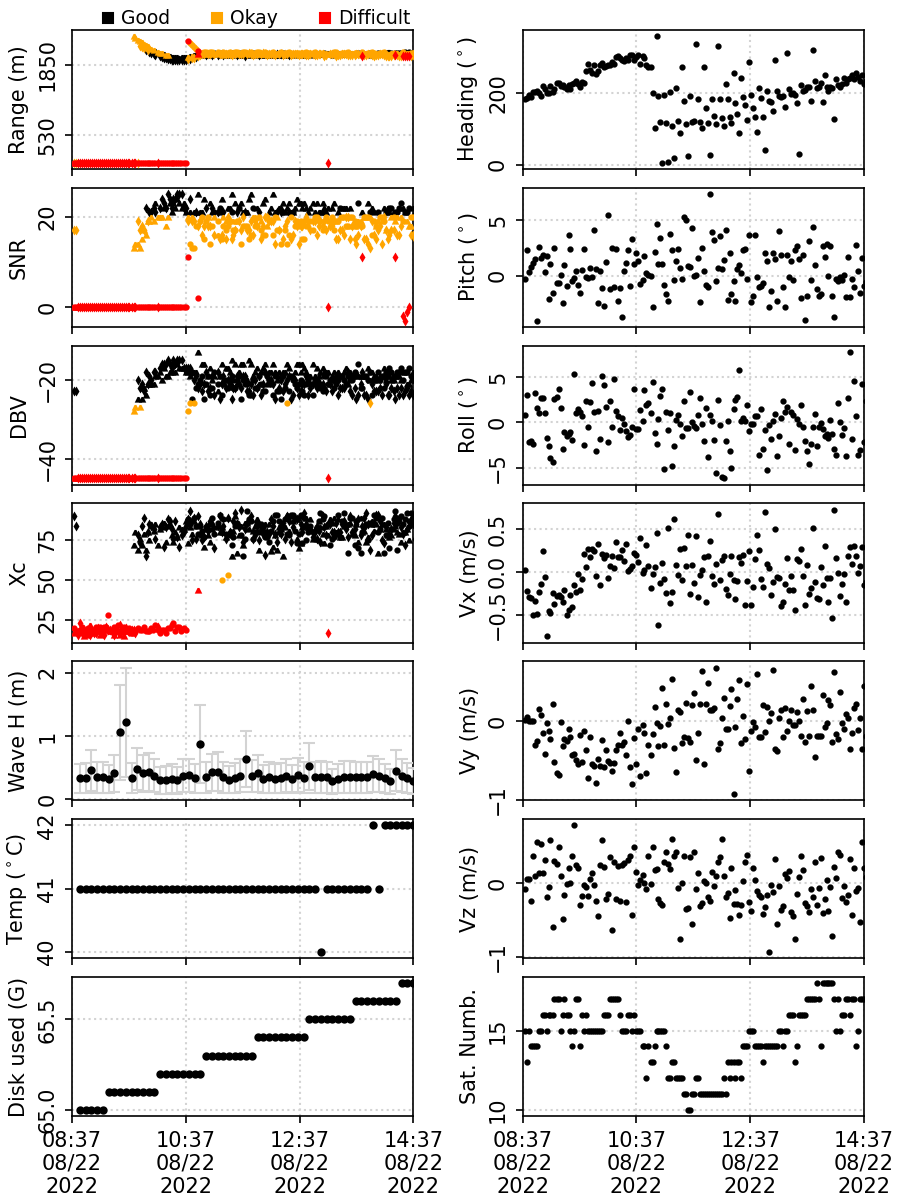 Good Okay Difficult
Range (m)
1850
530
Heading (°)
200
0
SNR
20
0
Pitch (°)
5
0
DBV
−20
−40
Roll (°)
5
0
−5
Xc
75
50
25
Vx (m/s)
0.5
0.0
−0.5
Wave H (m)
2
1
0
Vy (m/s)
0
−1
Temp (°C)
42
41
40
Vz (m/s)
0
−1
Disk used (G)
65.5
65.0
Sat. Numb.
15
10
08:37 10:37 12:37 14:37
08/22 08/22 08/22 08/22
2022 2022 2022 2022
08:37 10:37 12:37 14:37
08/22 08/22 08/22 08/22
2022 2022 2022 2022